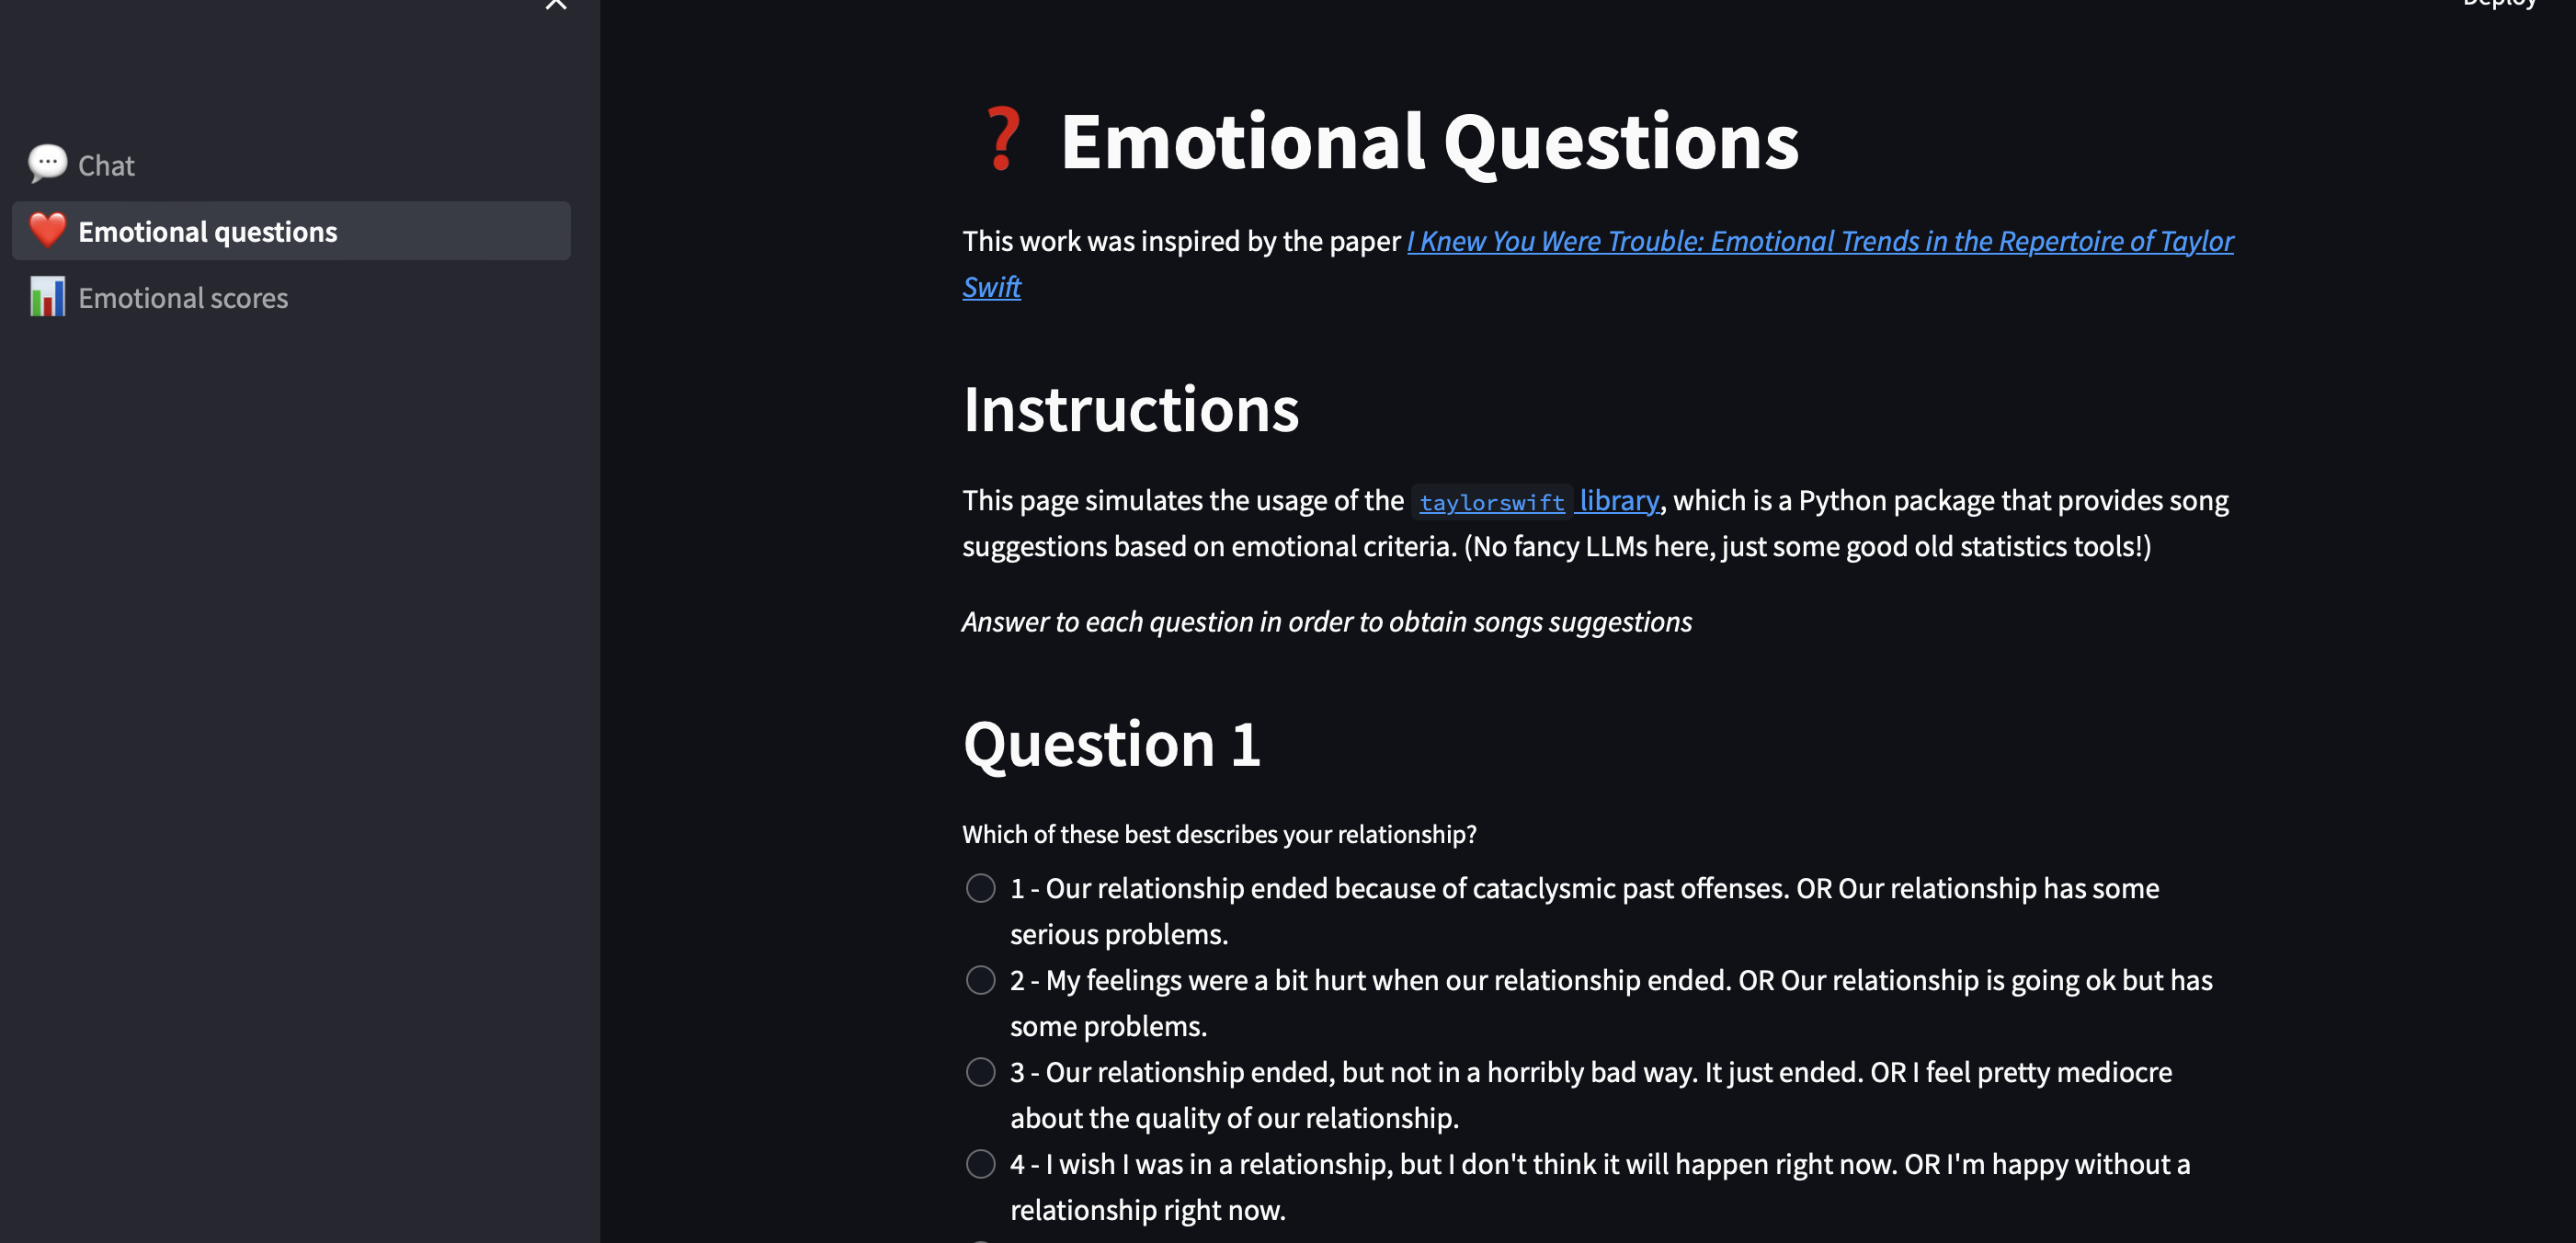 Deploy
Chat
Emotional questions
Emotional scores
❓ Emotional Questions
This work was inspired by the paper I Knew You Were Trouble: Emotional Trends in the Repertoire of Taylor
Swift
Instructions
This page simulates the usage of the taylorswift library, which is a Python package that provides song
suggestions based on emotional criteria. (No fancy LLMs here, just some good old statistics tools!)
Answer to each question in order to obtain songs suggestions
Question 1
Which of these best describes your relationship?
1 - Our relationship ended because of cataclysmic past offenses. OR Our relationship has some
serious problems.
2 - My feelings were a bit hurt when our relationship ended. OR Our relationship is going ok but has
some problems.
3 - Our relationship ended, but not in a horribly bad way. It just ended. OR I feel pretty mediocre
about the quality of our relationship.
4 - I wish I was in a relationship, but I don't think it will happen right now. OR I'm happy without a
relationship right now.